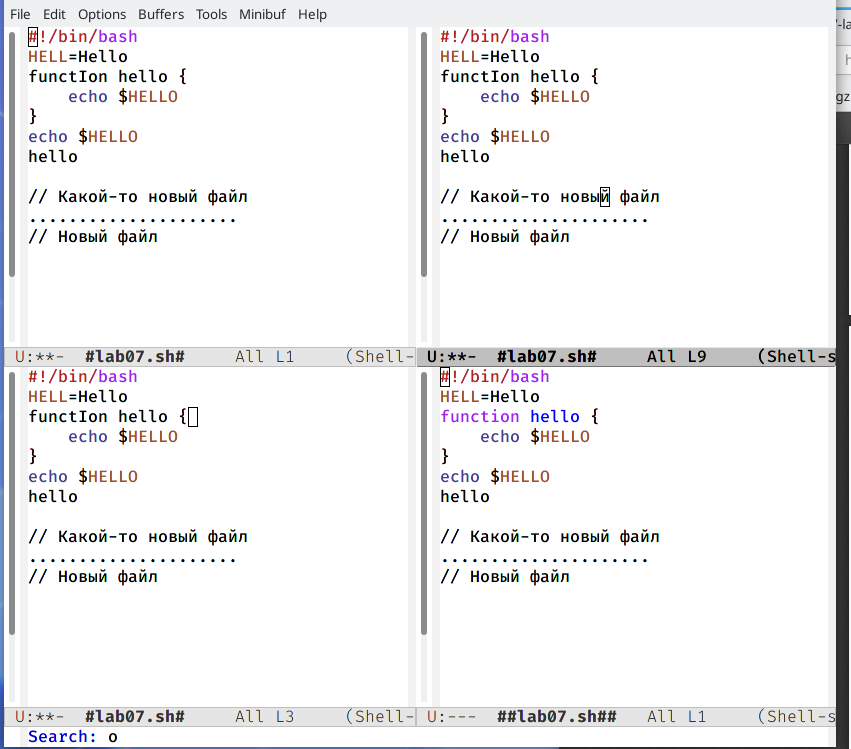 File Edit Options Buffers Tools Minibuf Help
#!/bin/bash
HELL=Hello
functIon hello {
    echo $HELLO
}
echo $HELLO
hello

// Какой-то новый файл
.....................
// Новый файл
U:**-  #lab07.sh#     All L1     (Shell-
#!/bin/bash
HELL=Hello
functIon hello {
    echo $HELLO
}
echo $HELLO
hello

// Какой-то новый файл
.....................
// Новый файл
U:**-  #lab07.sh#     All L9     (Shell-s
#!/bin/bash
HELL=Hello
functIon hello {
    echo $HELLO
}
echo $HELLO
hello

// Какой-то новый файл
.....................
// Новый файл
U:**-  #lab07.sh#     All L3     (Shell-
#!/bin/bash
HELL=Hello
function hello {
    echo $HELLO
}
echo $HELLO
hello

// Какой-то новый файл
.....................
// Новый файл
U:---  ##lab07.sh##   All L1     (Shell-s
Search: o